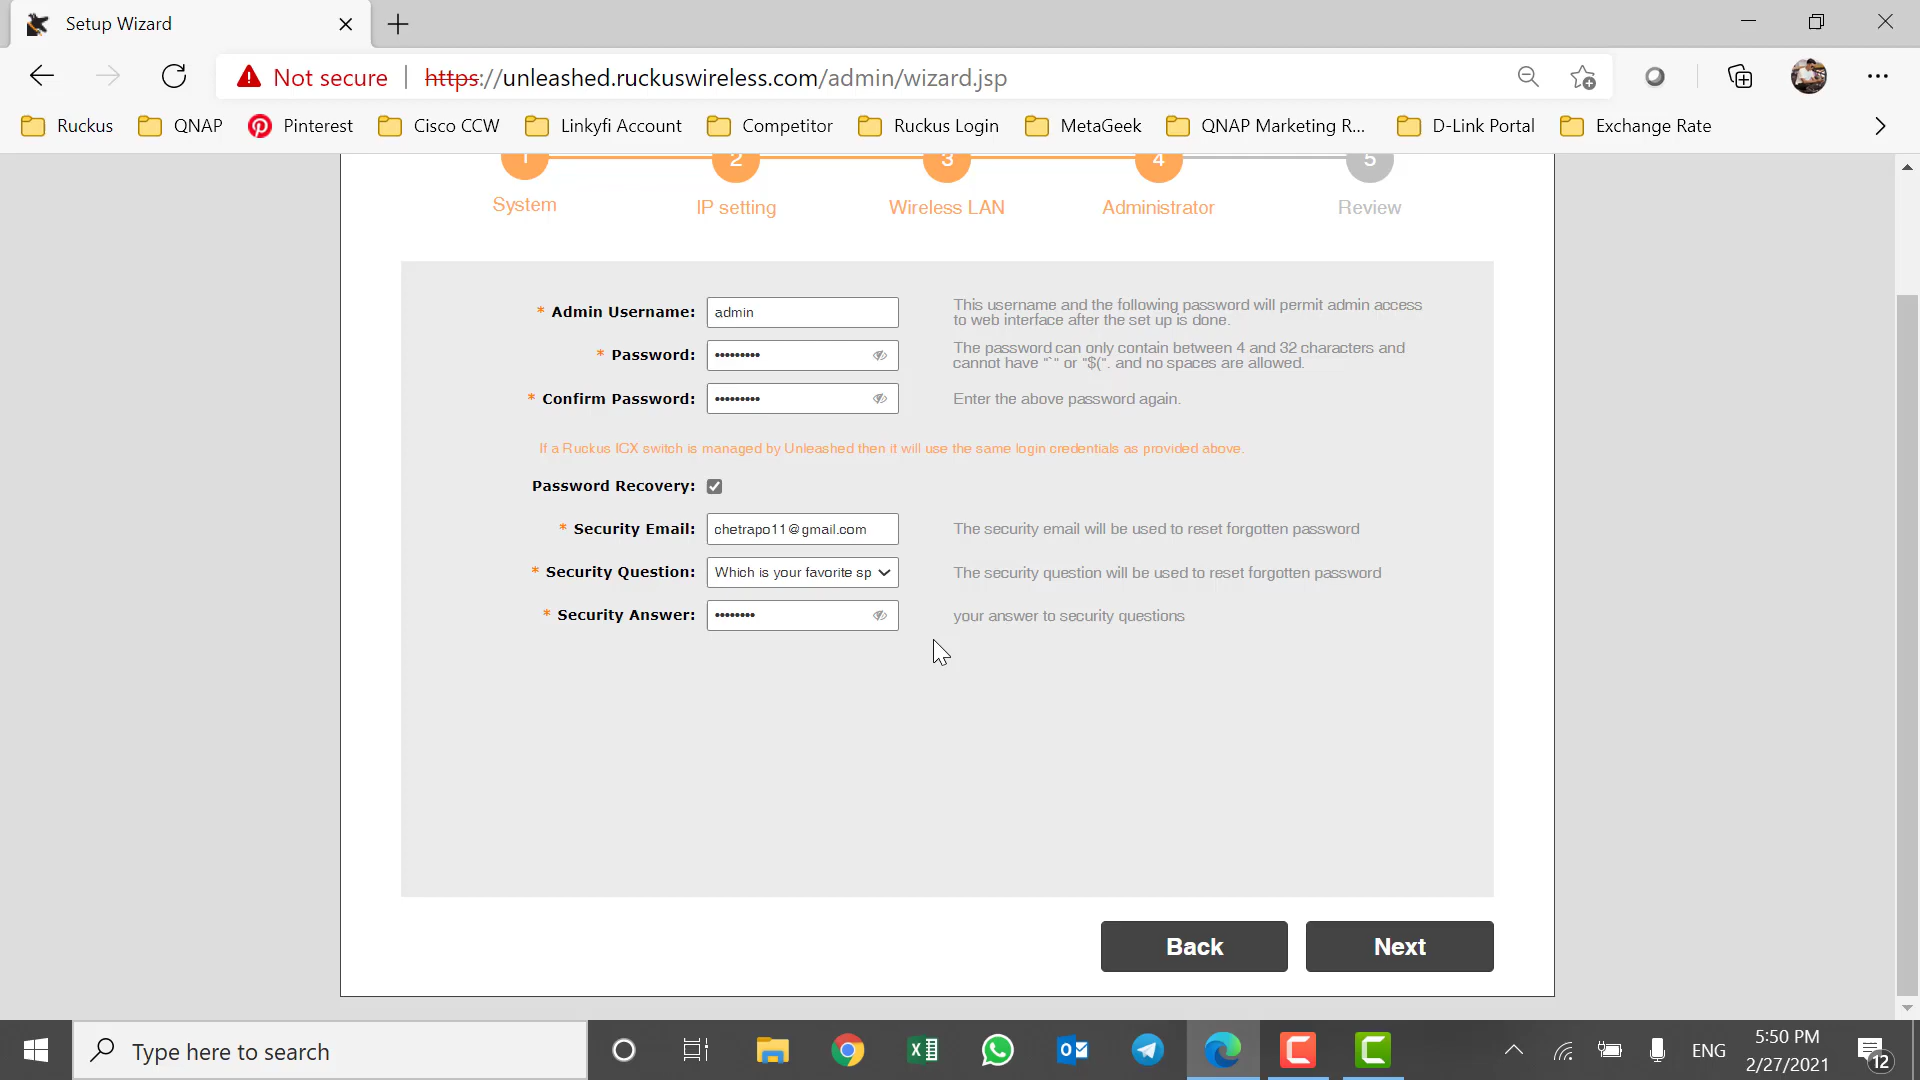 Setup Wizard
Not secure | https://unleashed.ruckuswireless.com/admin/wizard.jsp
Ruckus QNAP Pinterest Cisco CCW Linkyfi Account Competitor Ruckus Login MetaGeek QNAP Marketing R... D-Link Portal Exchange Rate
1 2 3 4 5
System IP setting Wireless LAN Administrator Review
* Admin Username: admin This username and the following password will permit admin access
to web interface after the set up is done.
* Password: ••••••••• The password can only contain between 4 and 32 characters and
cannot have "`" or "$(". and no spaces are allowed.
* Confirm Password: ••••••••• Enter the above password again.
If a Ruckus ICX switch is managed by Unleashed then it will use the same login credentials as provided above.
Password Recovery:
* Security Email: chetrapo11@gmail.com The security email will be used to reset forgotten password
* Security Question: Which is your favorite sp The security question will be used to reset forgotten password
* Security Answer: •••••••• your answer to security questions
Back Next
Type here to search
ENG
5:50 PM
2/27/2021
12